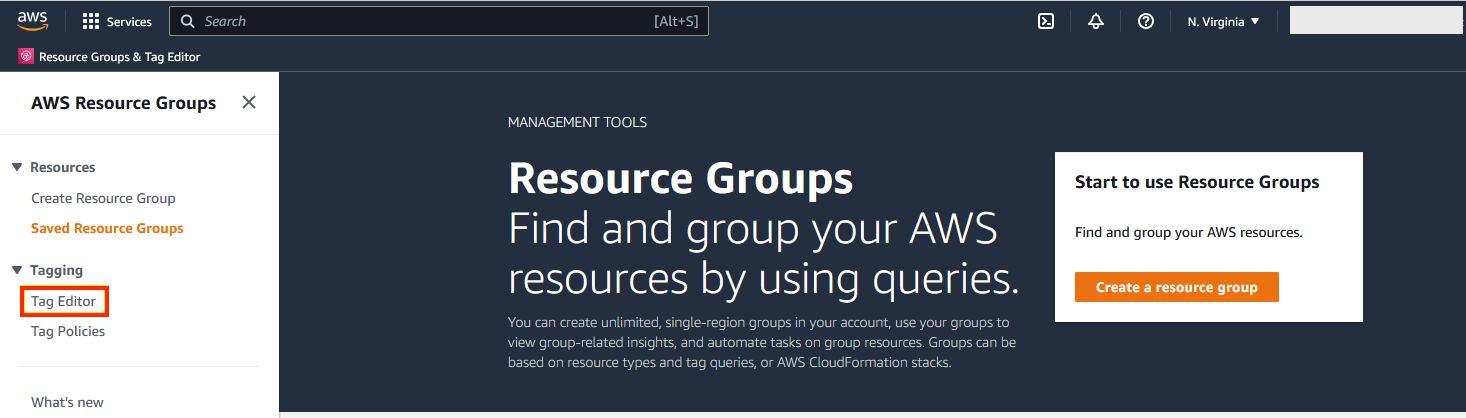 aws
Services
Search
[Alt+S]
N. Virginia
Resource Groups & Tag Editor
AWS Resource Groups
Resources
Create Resource Group
Saved Resource Groups
Tagging
Tag Editor
Tag Policies
What's new
MANAGEMENT TOOLS
Resource Groups
Find and group your AWS
resources by using queries.
You can create unlimited, single-region groups in your account, use your groups to
view group-related insights, and automate tasks on group resources. Groups can be
based on resource types and tag queries, or AWS CloudFormation stacks.
Start to use Resource Groups
Find and group your AWS resources.
Create a resource group